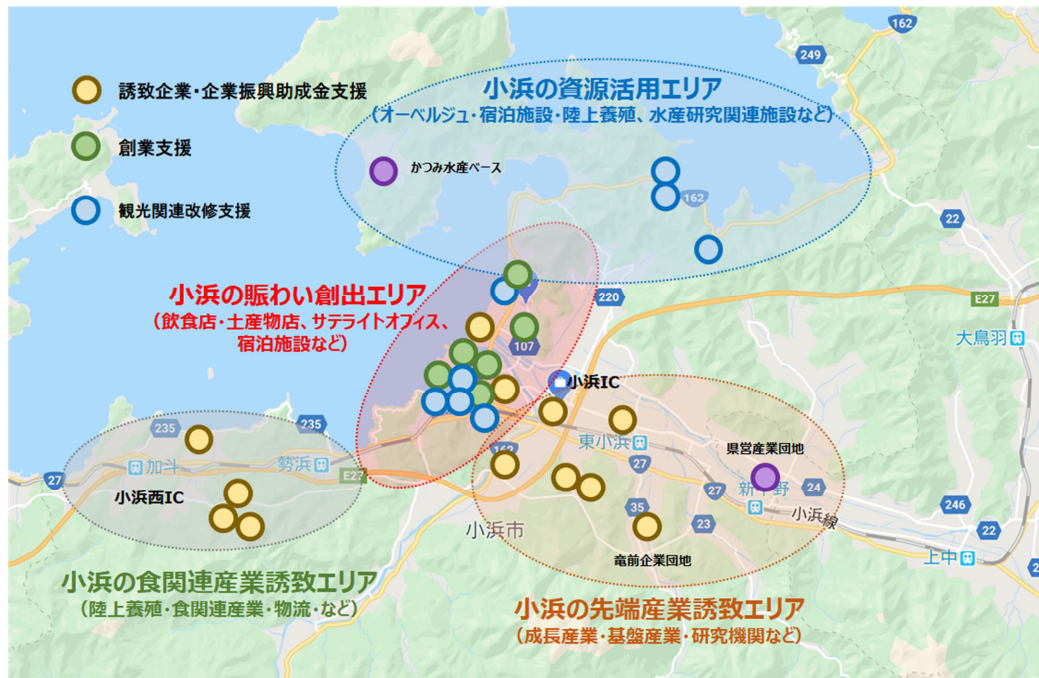 誘致企業・企業振興助成金支援
創業支援
観光関連改修支援
小浜の資源活用エリア
（オーベルジュ・宿泊施設・陸上養殖、水産研究関連施設など）
かつみ水産ベース
162
249
162
22
小浜の賑わい創出エリア
（飲食店・土産物店、サテライトオフィス、
宿泊施設など）
220
E27
107
大鳥羽
小浜IC
235
235
加斗
勢浜
27
E27
小浜西IC
162
東小浜
27
県営産業団地
新平野
27
24
小浜線
246
35
23
22
小浜市
上中
竜前企業団地
小浜の食関連産業誘致エリア
（陸上養殖・食関連産業・物流・など）
小浜の先端産業誘致エリア
（成長産業・基盤産業・研究機関など）